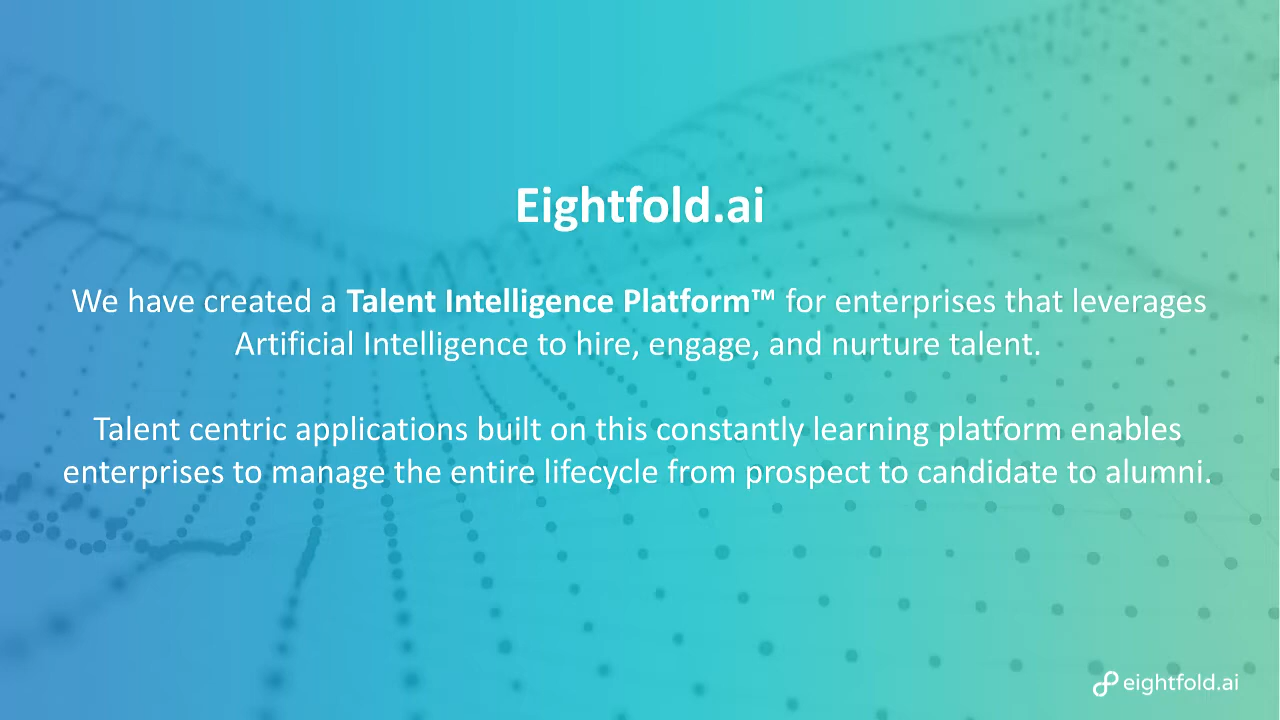 Eightfold.ai
We have created a Talent Intelligence Platform™ for enterprises that leverages
Artificial Intelligence to hire, engage, and nurture talent.
Talent centric applications built on this constantly learning platform enables
enterprises to manage the entire lifecycle from prospect to candidate to alumni.
eightfold.ai